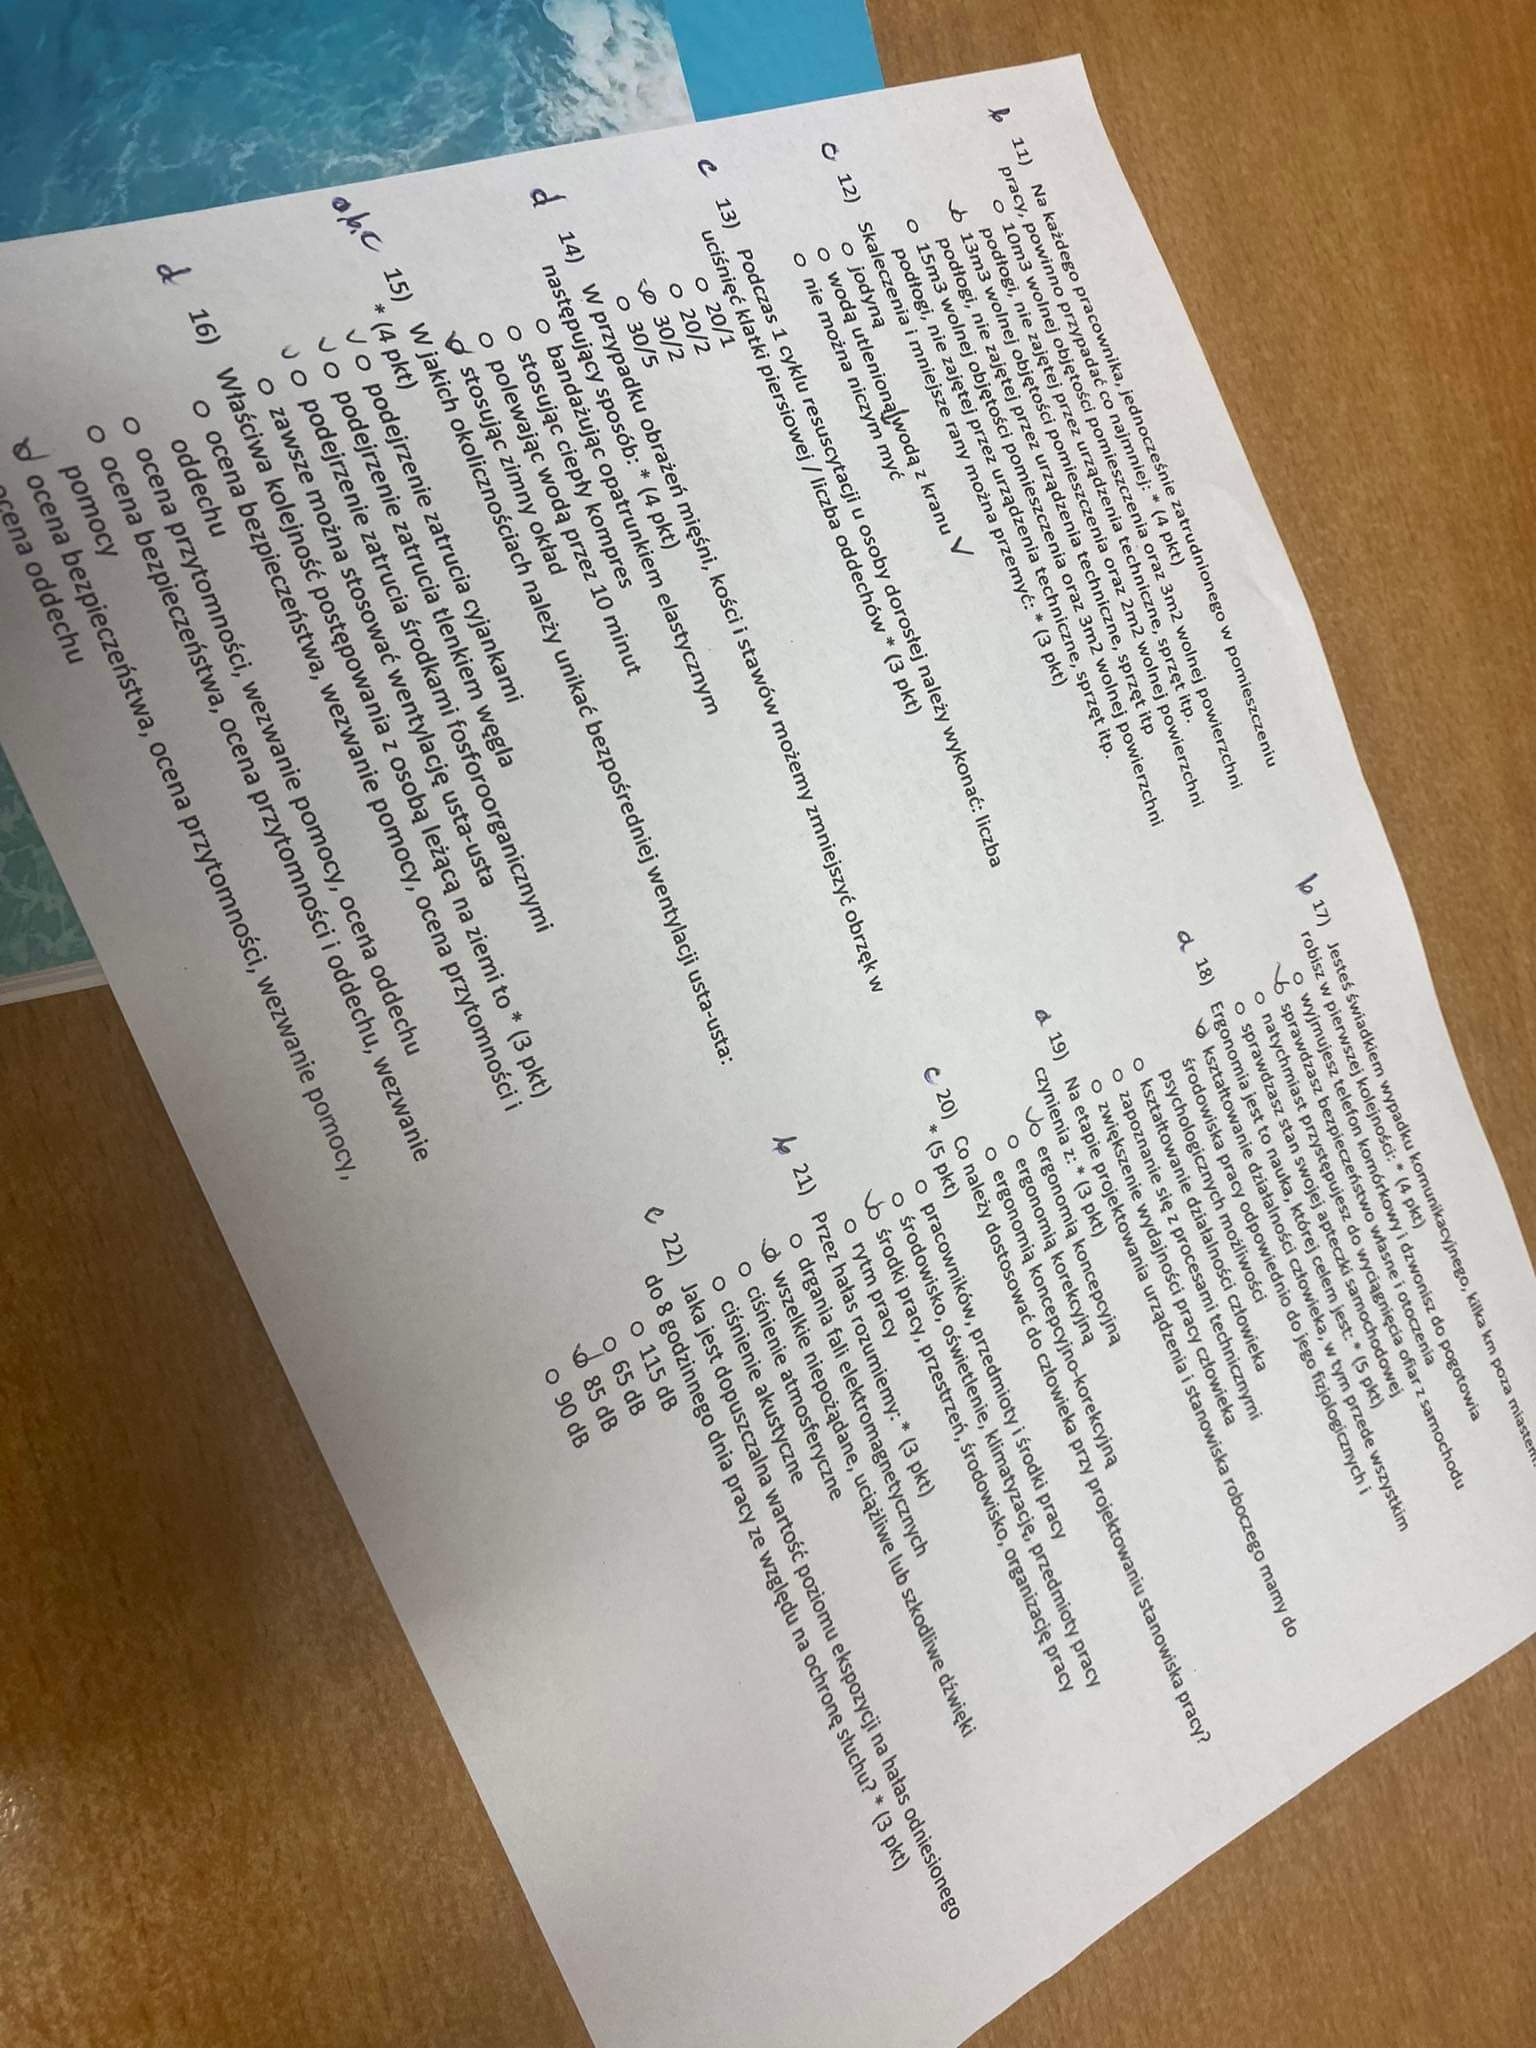 b 11) Na każdego pracownika, jednocześnie zatrudnionego w pomieszczeniu
pracy, powinno przypadać co najmniej: * (4 pkt)
o 10m3 wolnej objętości pomieszczenia oraz 3m2 wolnej powierzchni
podłogi, nie zajętej przez urządzenia techniczne, sprzęt itp.
b 13m3 wolnej objętości pomieszczenia oraz 2m2 wolnej powierzchni
podłogi, nie zajętej przez urządzenia techniczne, sprzęt itp
o 15m3 wolnej objętości pomieszczenia oraz 3m2 wolnej powierzchni
podłogi, nie zajętej przez urządzenia techniczne, sprzęt itp.
c 12) Skaleczenia i mniejsze rany można przemyć: * (3 pkt)
o jodyną
o wodą utlenioną wodą z kranu ✓
o nie można niczym myć
c 13) Podczas 1 cyklu resuscytacji u osoby dorosłej należy wykonać: liczba
uciśnięć klatki piersiowej / liczba oddechów * (3 pkt)
o 20/1
o 20/2
o 30/2
o 30/5
d 14) W przypadku obrażeń mięśni, kości i stawów możemy zmniejszyć obrzęk w
następujący sposób: * (4 pkt)
o bandażując opatrunkiem elastycznym
o stosując ciepły kompres
o polewając wodą przez 10 minut
d stosując zimny okład
a,b,c 15) W jakich okolicznościach należy unikać bezpośredniej wentylacji usta-usta:
* (4 pkt)
o podejrzenie zatrucia cyjankami
o podejrzenie zatrucia tlenkiem węgla
o podejrzenie zatrucia środkami fosforoorganicznymi
o zawsze można stosować wentylację usta-usta
d 16) Właściwa kolejność postępowania z osobą leżącą na ziemi to * (3 pkt)
o ocena bezpieczeństwa, wezwanie pomocy, ocena przytomności i
oddechu
o ocena przytomności, wezwanie pomocy, ocena oddechu
o ocena bezpieczeństwa, ocena przytomności i oddechu, wezwanie
pomocy
d ocena bezpieczeństwa, ocena przytomności, wezwanie pomocy,
ocena oddechu
b 17) Jesteś świadkiem wypadku komunikacyjnego, kilka km poza miastem.
robisz w pierwszej kolejności: * (4 pkt)
o wyjmujesz telefon komórkowy i dzwonisz do pogotowia
b sprawdzasz bezpieczeństwo własne i otoczenia
o natychmiast przystępujesz do wyciągnięcia ofiar z samochodu
o sprawdzasz stan swojej apteczki samochodowej
a 18) Ergonomia jest to nauka, której celem jest: * (5 pkt)
a kształtowanie działalności człowieka, w tym przede wszystkim
środowiska pracy odpowiednio do jego fizjologicznych i
psychologicznych możliwości
o kształtowanie działalności człowieka
o zapoznanie się z procesami technicznymi
o zwiększenie wydajności pracy człowieka
a 19) Na etapie projektowania urządzenia i stanowiska roboczego mamy do
czynienia z: * (3 pkt)
o ergonomią koncepcyjną
o ergonomią korekcyjną
o ergonomią koncepcyjno-korekcyjną
c 20) Co należy dostosować do człowieka przy projektowaniu stanowiska pracy?
* (5 pkt)
o pracowników, przedmioty i środki pracy
o środowisko, oświetlenie, klimatyzację, przedmioty pracy
o środki pracy, przestrzeń, środowisko, organizację pracy
o rytm pracy
b 21) Przez hałas rozumiemy: * (3 pkt)
o drgania fali elektromagnetycznych
o wszelkie niepożądane, uciążliwe lub szkodliwe dźwięki
o ciśnienie atmosferyczne
o ciśnienie akustyczne
c 22) Jaka jest dopuszczalna wartość poziomu ekspozycji na hałas odniesionego
do 8 godzinnego dnia pracy ze względu na ochronę słuchu? * (3 pkt)
o 115 dB
o 65 dB
o 85 dB
o 90 dB